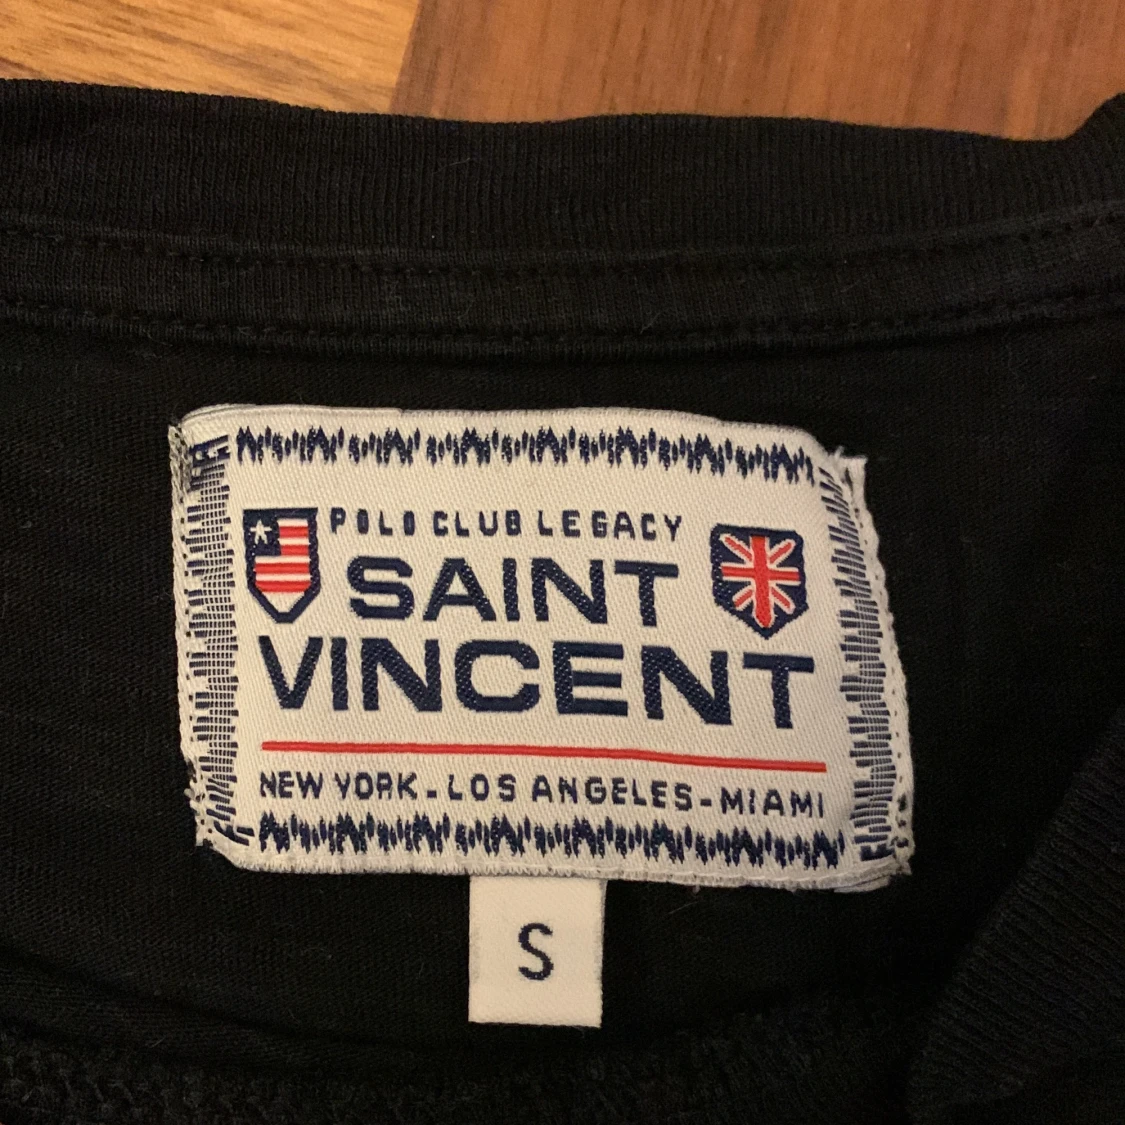 POLO CLUB LEGACY
SAINT
VINCENT
NEW YORK - LOS ANGELES - MIAMI
S